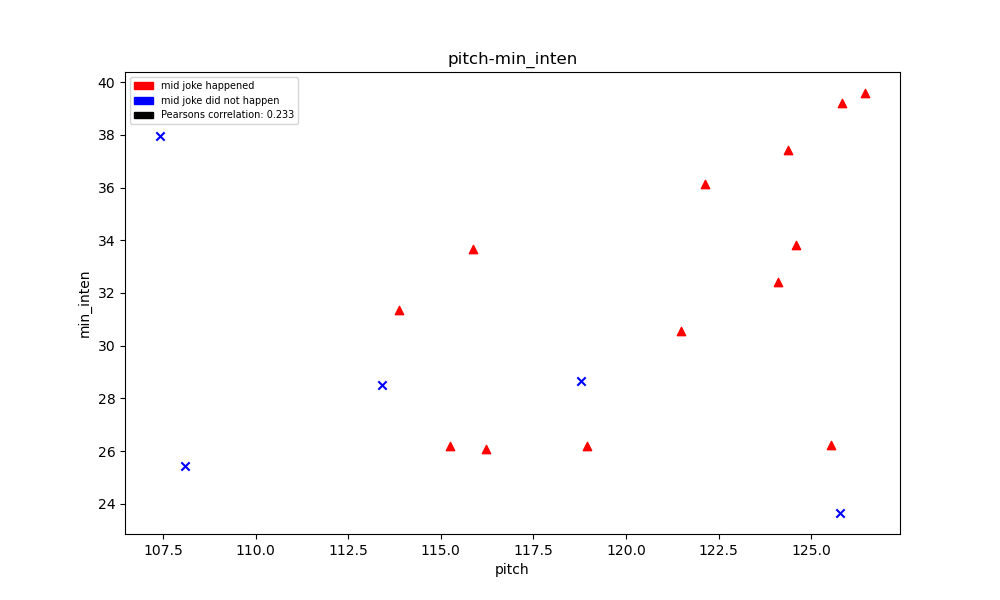 pitch-min_inten
mid joke happened
mid joke did not happen
Pearsons correlation: 0.233
40
38
36
34
32
30
28
26
24
min_inten
107.5 110.0 112.5 115.0 117.5 120.0 122.5 125.0
pitch